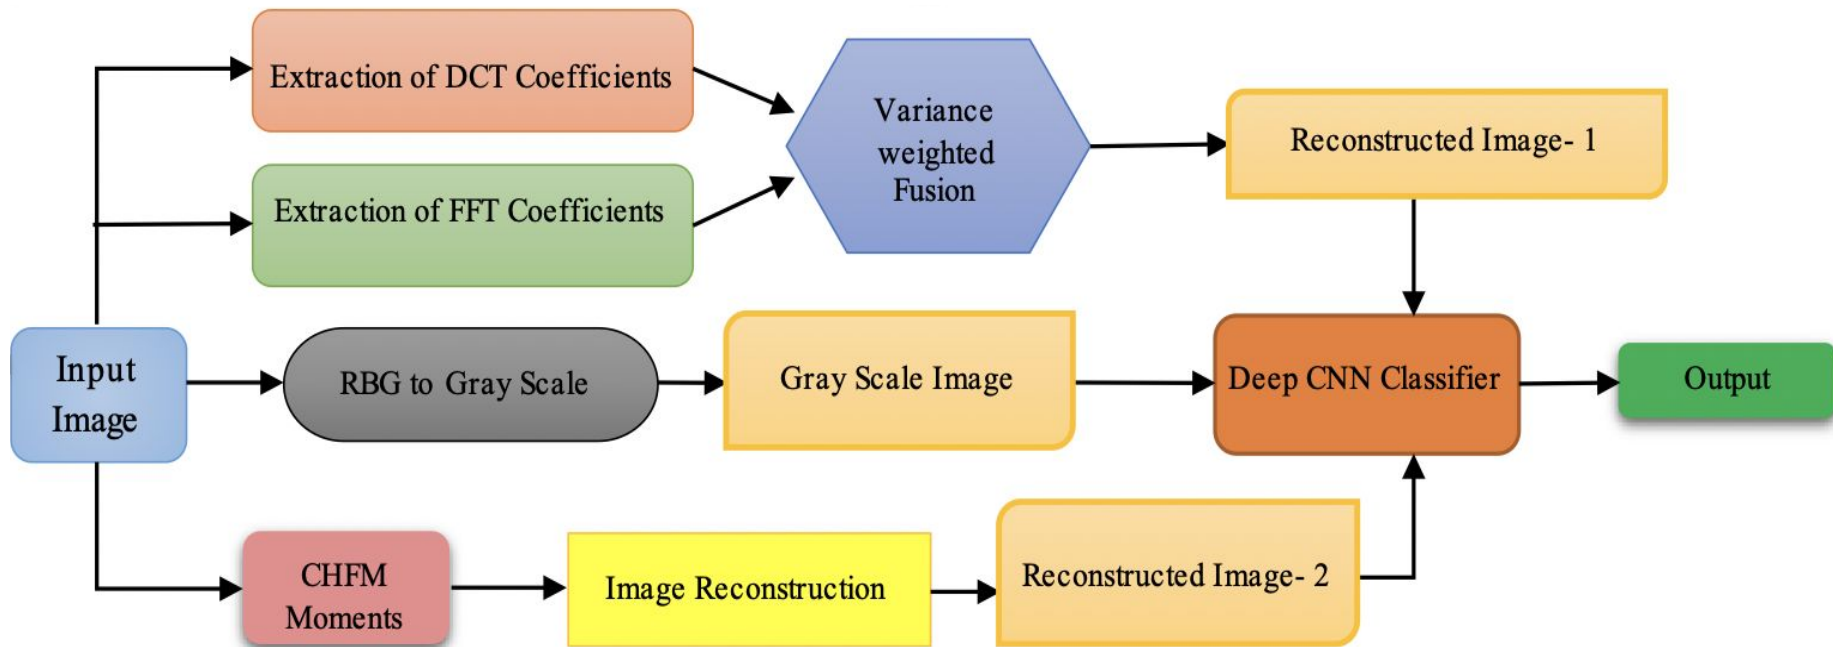 Extraction of DCT Coefficients
Variance
weighted
Fusion
Reconstructed Image- 1
Extraction of FFT Coefficients
Input
Image
RBG to Gray Scale
Gray Scale Image
Deep CNN Classifier
Output
CHFM
Moments
Image Reconstruction
Reconstructed Image- 2